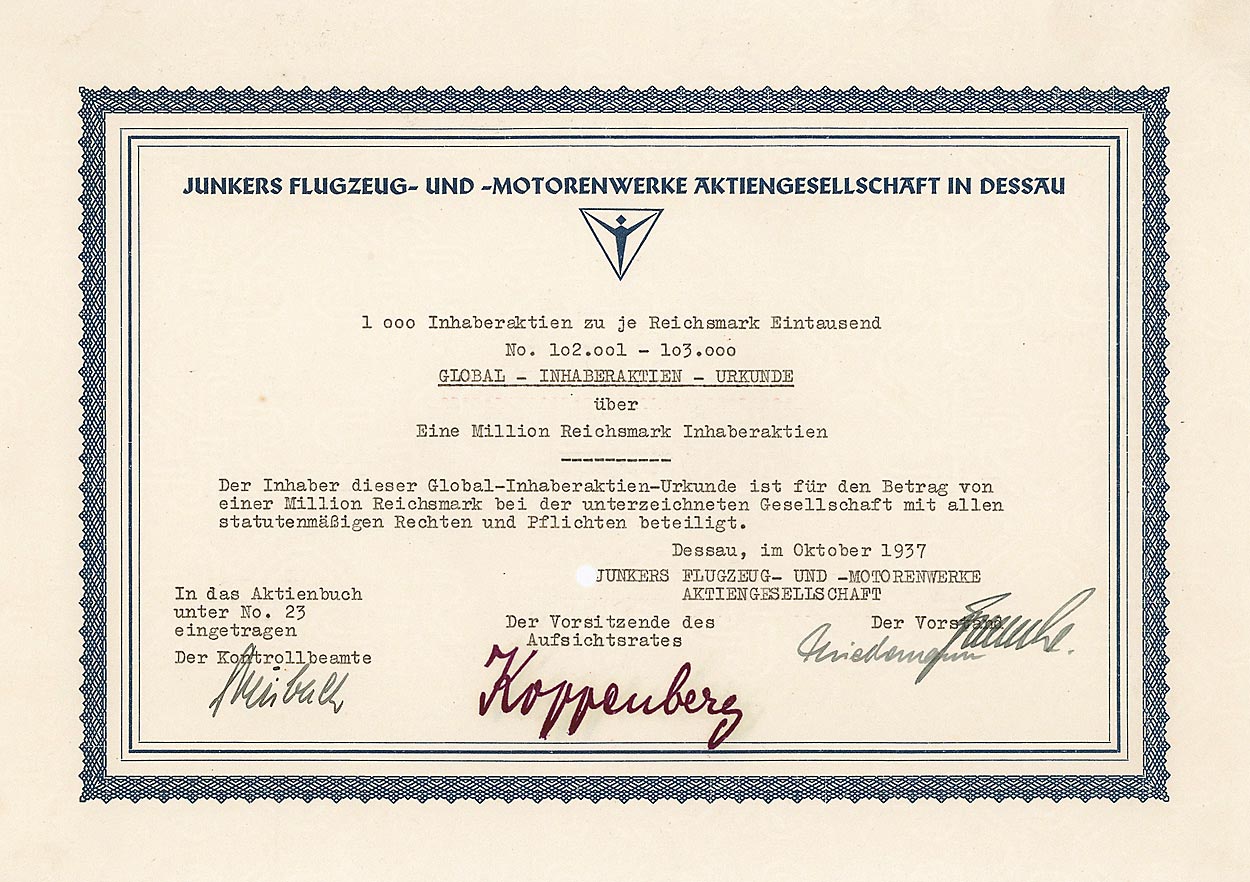 JUNKERS FLUGZEUG- UND -MOTORENWERKE AKTIENGESELLSCHAFT IN DESSAU
1 ooo Inhaberaktien zu je Reichsmark Eintausend
No. 1o2.oo1 - 1o3.ooo
GLOBAL - INHABERAKTIEN - URKUNDE
über
Eine Million Reichsmark Inhaberaktien
Der Inhaber dieser Global-Inhaberaktien-Urkunde ist für den Betrag von
einer Million Reichsmark bei der unterzeichneten Gesellschaft mit allen
statutenmäßigen Rechten und Pflichten beteiligt.
Dessau, im Oktober 1937
JUNKERS FLUGZEUG- UND -MOTORENWERKE
AKTIENGESELLSCHAFT
In das Aktienbuch
unter No. 23
eingetragen
Der Kontrollbeamte
Der Vorsitzende des
Aufsichtsrates
Koppenberg
Der Vorstand